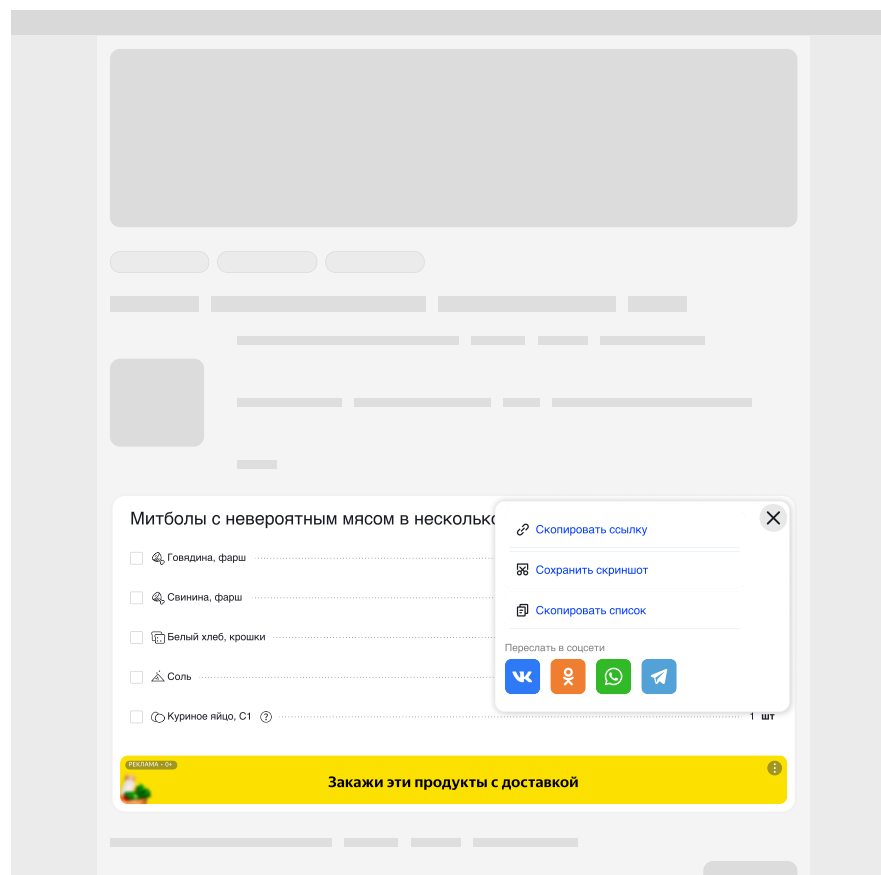 Митболы с невероятным мясом в несколько
Скопировать ссылку
Говядина, фарш
Сохранить скриншот
Свинина, фарш
Скопировать список
Белый хлеб, крошки
Переслать в соцсети
Соль
Куриное яйцо, С1 ? 1 шт
РЕКЛАМА • 0+
Закажи эти продукты с доставкой